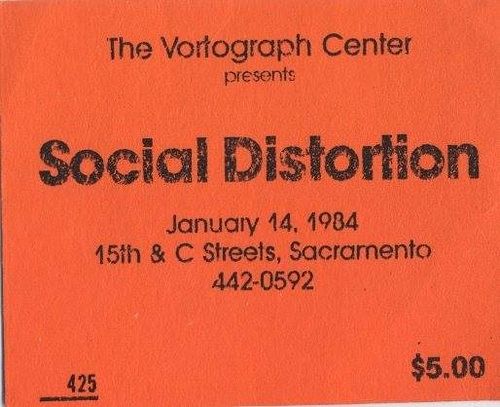 The Vortograph Center
presents
Social Distortion
January 14, 1984
15th & C Streets, Sacramento
442-0592
$5.00
425